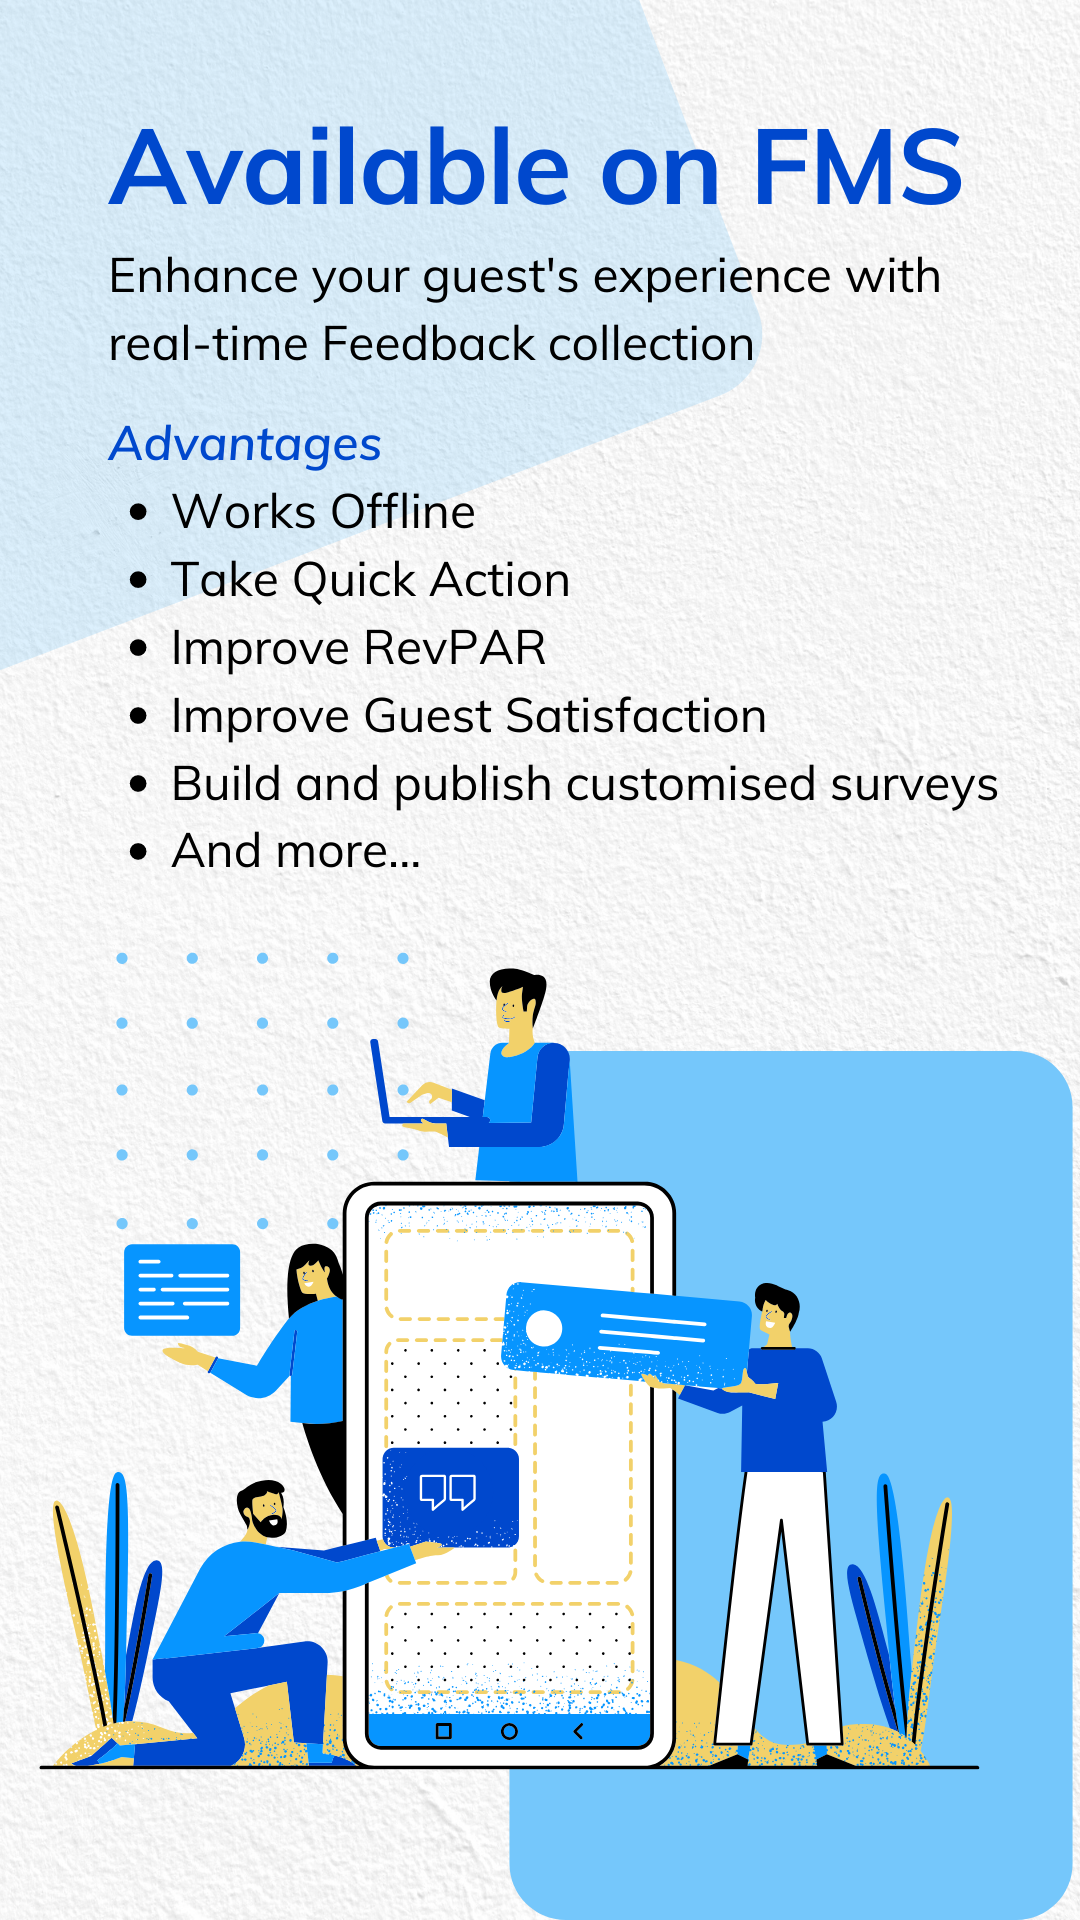 Available on FMS
Enhance your guest's experience with
real-time Feedback collection
Advantages
• Works Offline
• Take Quick Action
• Improve RevPAR
• Improve Guest Satisfaction
• Build and publish customised surveys
• And more...